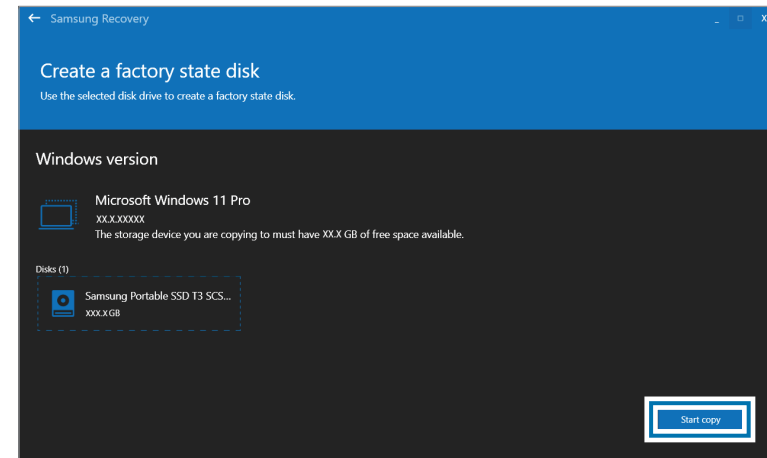 Samsung Recovery
Create a factory state disk
Use the selected disk drive to create a factory state disk.
Windows version
Microsoft Windows 11 Pro
XX.X.XXXXX
The storage device you are copying to must have XX.X GB of free space available.
Disks (1)
Samsung Portable SSD T3 SCS...
XXX.X GB
Start copy